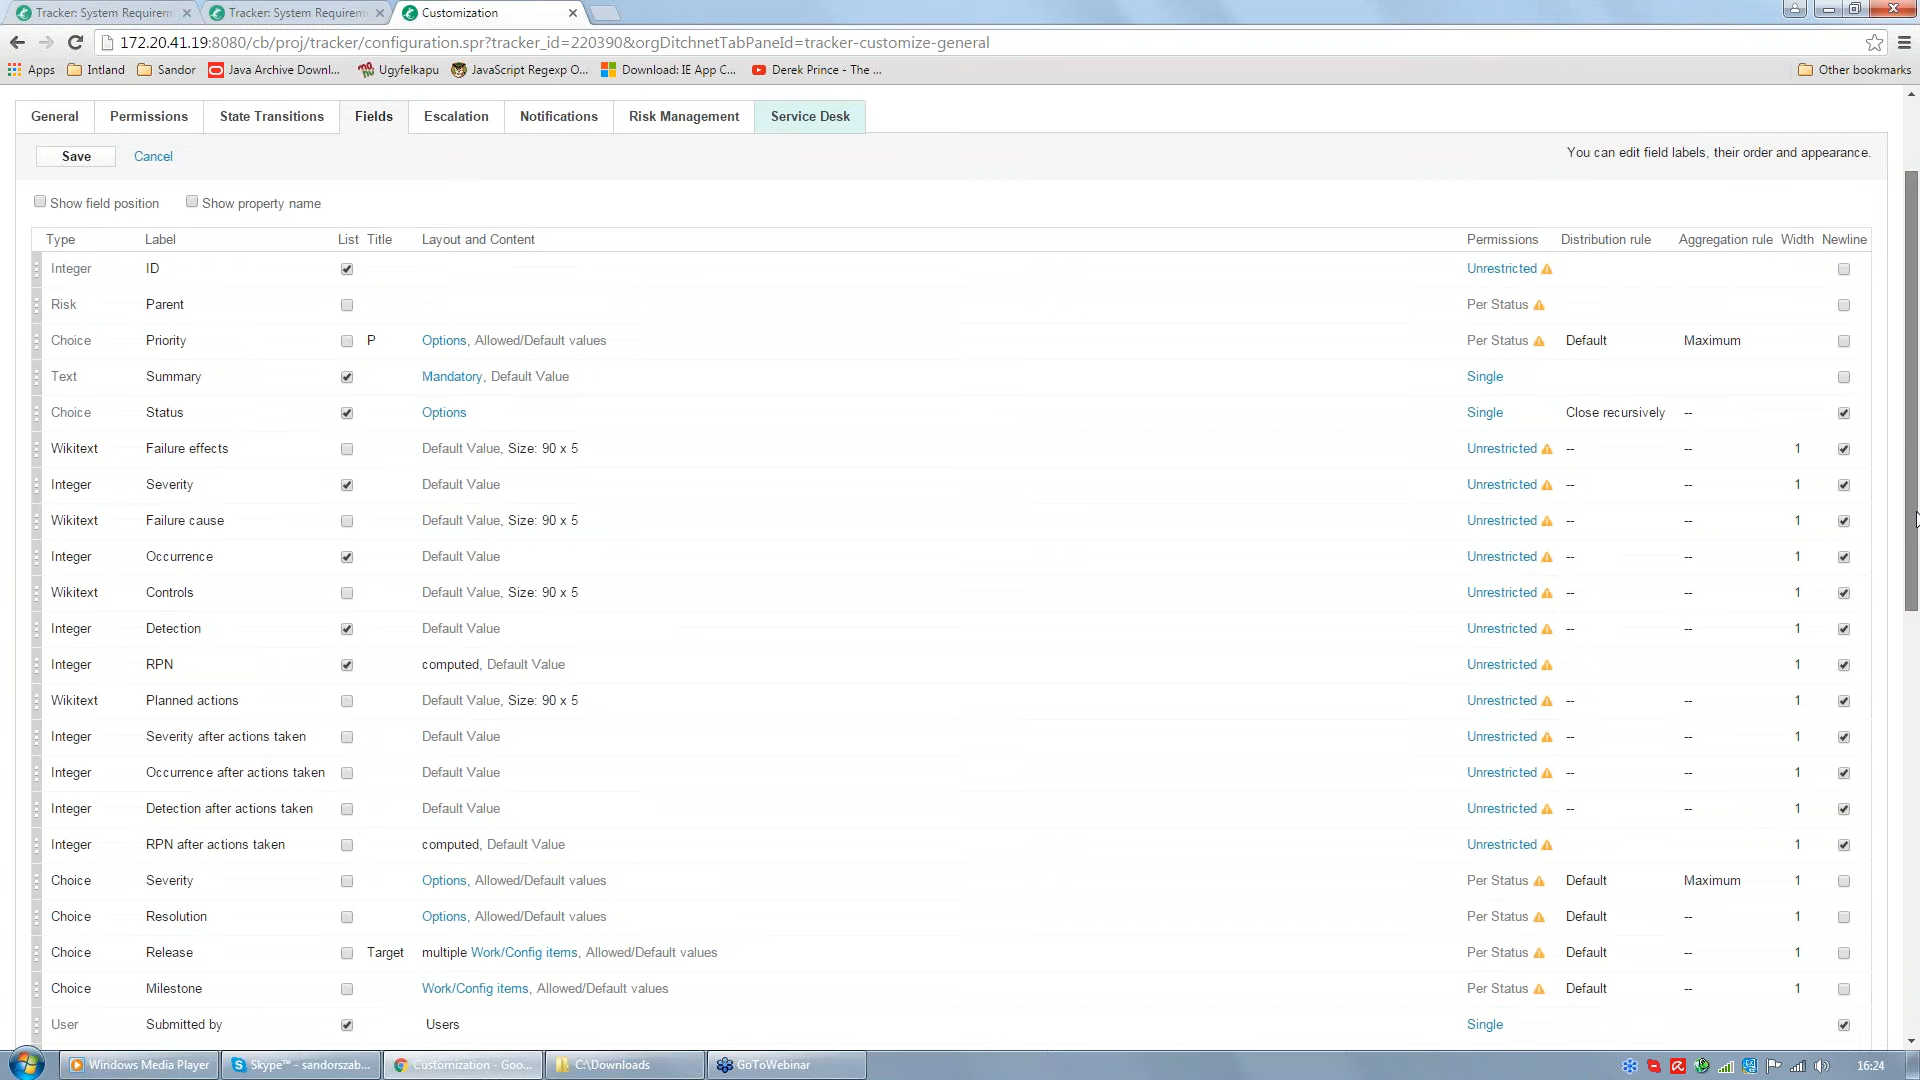 Tracker: System Requirem
Tracker: System Requirem
Customization
172.20.41.19:8080/cb/proj/tracker/configuration.spr?tracker_id=220390&orgDitchnetTabPaneId=tracker-customize-general
Apps Intland Sandor Java Archive Downl... Ugyfelkapu JavaScript Regexp O... Download: IE App C... Derek Prince - The ... Other bookmarks
General Permissions State Transitions Fields Escalation Notifications Risk Management Service Desk
Save Cancel You can edit field labels, their order and appearance.
Show field position Show property name
Type Label List Title Layout and Content Permissions Distribution rule Aggregation rule Width Newline
Integer ID Unrestricted
Risk Parent Per Status
Choice Priority P Options, Allowed/Default values Per Status Default Maximum
Text Summary Mandatory, Default Value Single
Choice Status Options Single Close recursively --
Wikitext Failure effects Default Value, Size: 90 x 5 Unrestricted -- -- 1
Integer Severity Default Value Unrestricted -- -- 1
Wikitext Failure cause Default Value, Size: 90 x 5 Unrestricted -- -- 1
Integer Occurrence Default Value Unrestricted -- -- 1
Wikitext Controls Default Value, Size: 90 x 5 Unrestricted -- -- 1
Integer Detection Default Value Unrestricted -- -- 1
Integer RPN computed, Default Value Unrestricted 1
Wikitext Planned actions Default Value, Size: 90 x 5 Unrestricted -- -- 1
Integer Severity after actions taken Default Value Unrestricted -- -- 1
Integer Occurrence after actions taken Default Value Unrestricted -- -- 1
Integer Detection after actions taken Default Value Unrestricted -- -- 1
Integer RPN after actions taken computed, Default Value Unrestricted 1
Choice Severity Options, Allowed/Default values Per Status Default Maximum 1
Choice Resolution Options, Allowed/Default values Per Status Default -- 1
Choice Release Target multiple Work/Config items, Allowed/Default values Per Status Default -- 1
Choice Milestone Work/Config items, Allowed/Default values Per Status Default -- 1
User Submitted by Users Single
Windows Media Player Skype™ - sandorszab... Customization - Goo... C:\Downloads GoToWebinar 16:24